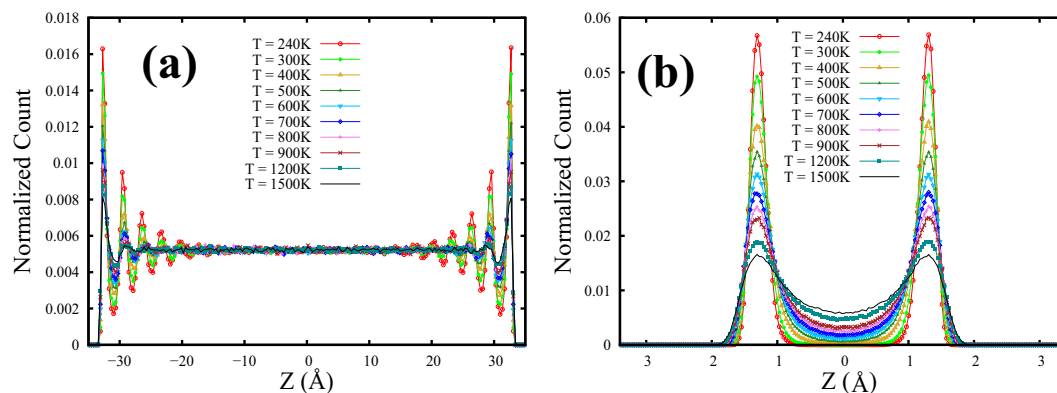 (a)
Normalized Count
0.018
0.016
0.014
0.012
0.01
0.008
0.006
0.004
0.002
0
T = 240K
T = 300K
T = 400K
T = 500K
T = 600K
T = 700K
T = 800K
T = 900K
T = 1200K
T = 1500K
−30 −20 −10 0 10 20 30
Z (Å)
(b)
Normalized Count
0.06
0.05
0.04
0.03
0.02
0.01
0
T = 240K
T = 300K
T = 400K
T = 500K
T = 600K
T = 700K
T = 800K
T = 900K
T = 1200K
T = 1500K
3 2 1 0 1 2 3
Z (Å)